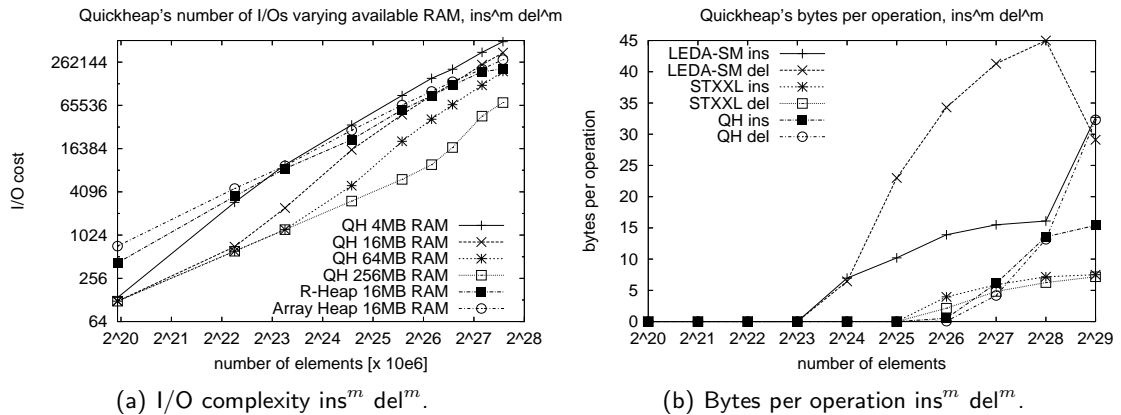 Quickheap's number of I/Os varying available RAM, ins^m del^m
I/O cost
262144
65536
16384
4096
1024
256
64
QH 4MB RAM
QH 16MB RAM
QH 64MB RAM
QH 256MB RAM
R-Heap 16MB RAM
Array Heap 16MB RAM
2^20 2^21 2^22 2^23 2^24 2^25 2^26 2^27 2^28
number of elements [x 10e6]
(a) I/O complexity ins^m del^m.
Quickheap's bytes per operation, ins^m del^m
bytes per operation
45
40
35
30
25
20
15
10
5
0
LEDA-SM ins
LEDA-SM del
STXXL ins
STXXL del
QH ins
QH del
2^20 2^21 2^22 2^23 2^24 2^25 2^26 2^27 2^28 2^29
number of elements
(b) Bytes per operation ins^m del^m.